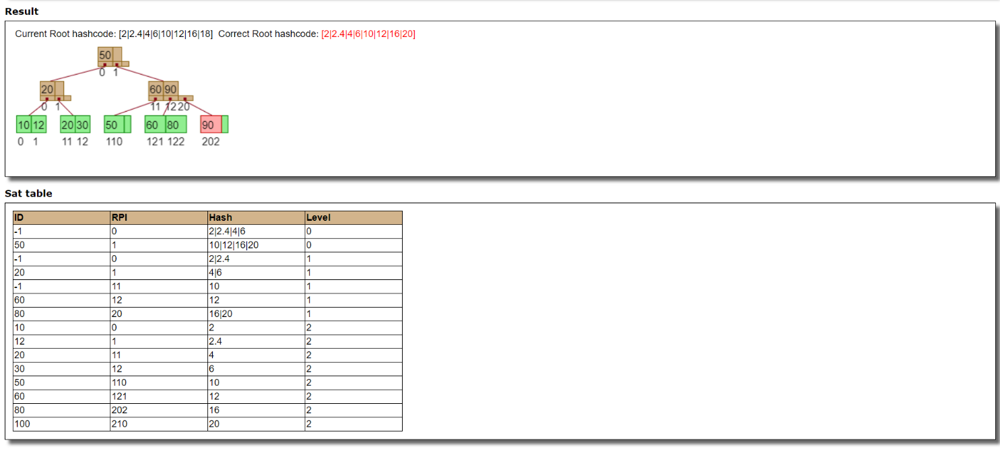 Result
Current Root hashcode: [2|2.4|4|6|10|12|16|18] Correct Root hashcode: [2|2.4|4|6|10|12|16|20]
50
0 1
20 60 90
0 1 11 12 20
10 12 20 30 50 60 80 90
0 1 11 12 110 121 122 202
Sat table
ID RPI Hash Level
-1 0 2|2.4|4|6 0
50 1 10|12|16|20 0
-1 0 2|2.4 1
20 1 4|6 1
-1 11 10 1
60 12 12 1
80 20 16|20 1
10 0 2 2
12 1 2.4 2
20 11 4 2
30 12 6 2
50 110 10 2
60 121 12 2
80 202 16 2
100 210 20 2